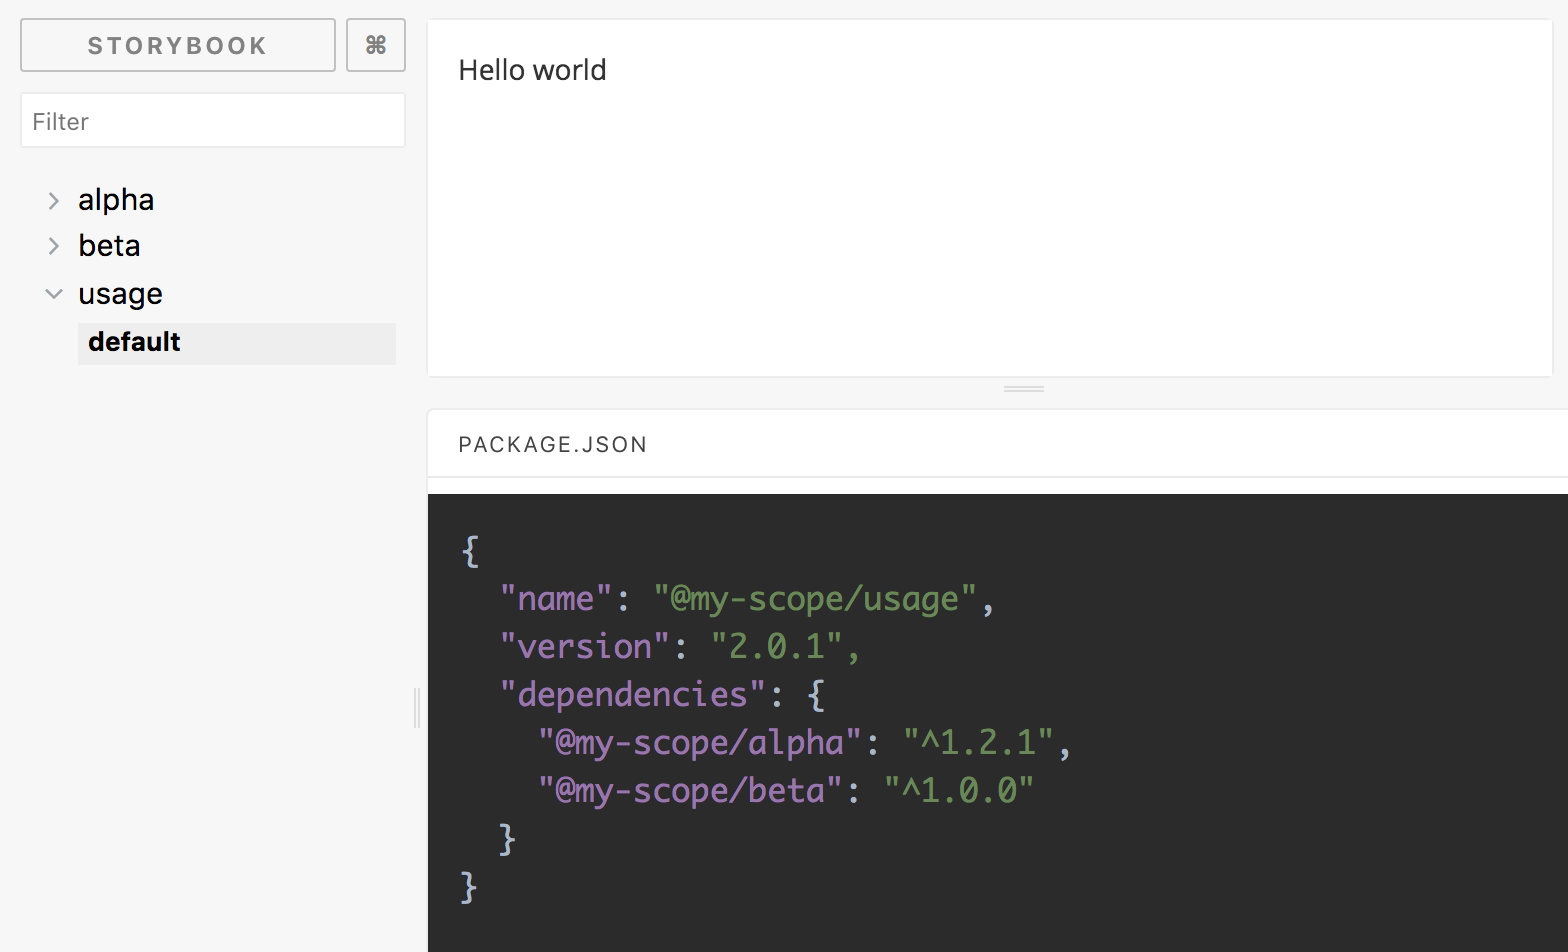 STORYBOOK ⌘
Filter
alpha
beta
usage
default
Hello world
PACKAGE.JSON
{
  "name": "@my-scope/usage",
  "version": "2.0.1",
  "dependencies": {
    "@my-scope/alpha": "^1.2.1",
    "@my-scope/beta": "^1.0.0"
  }
}